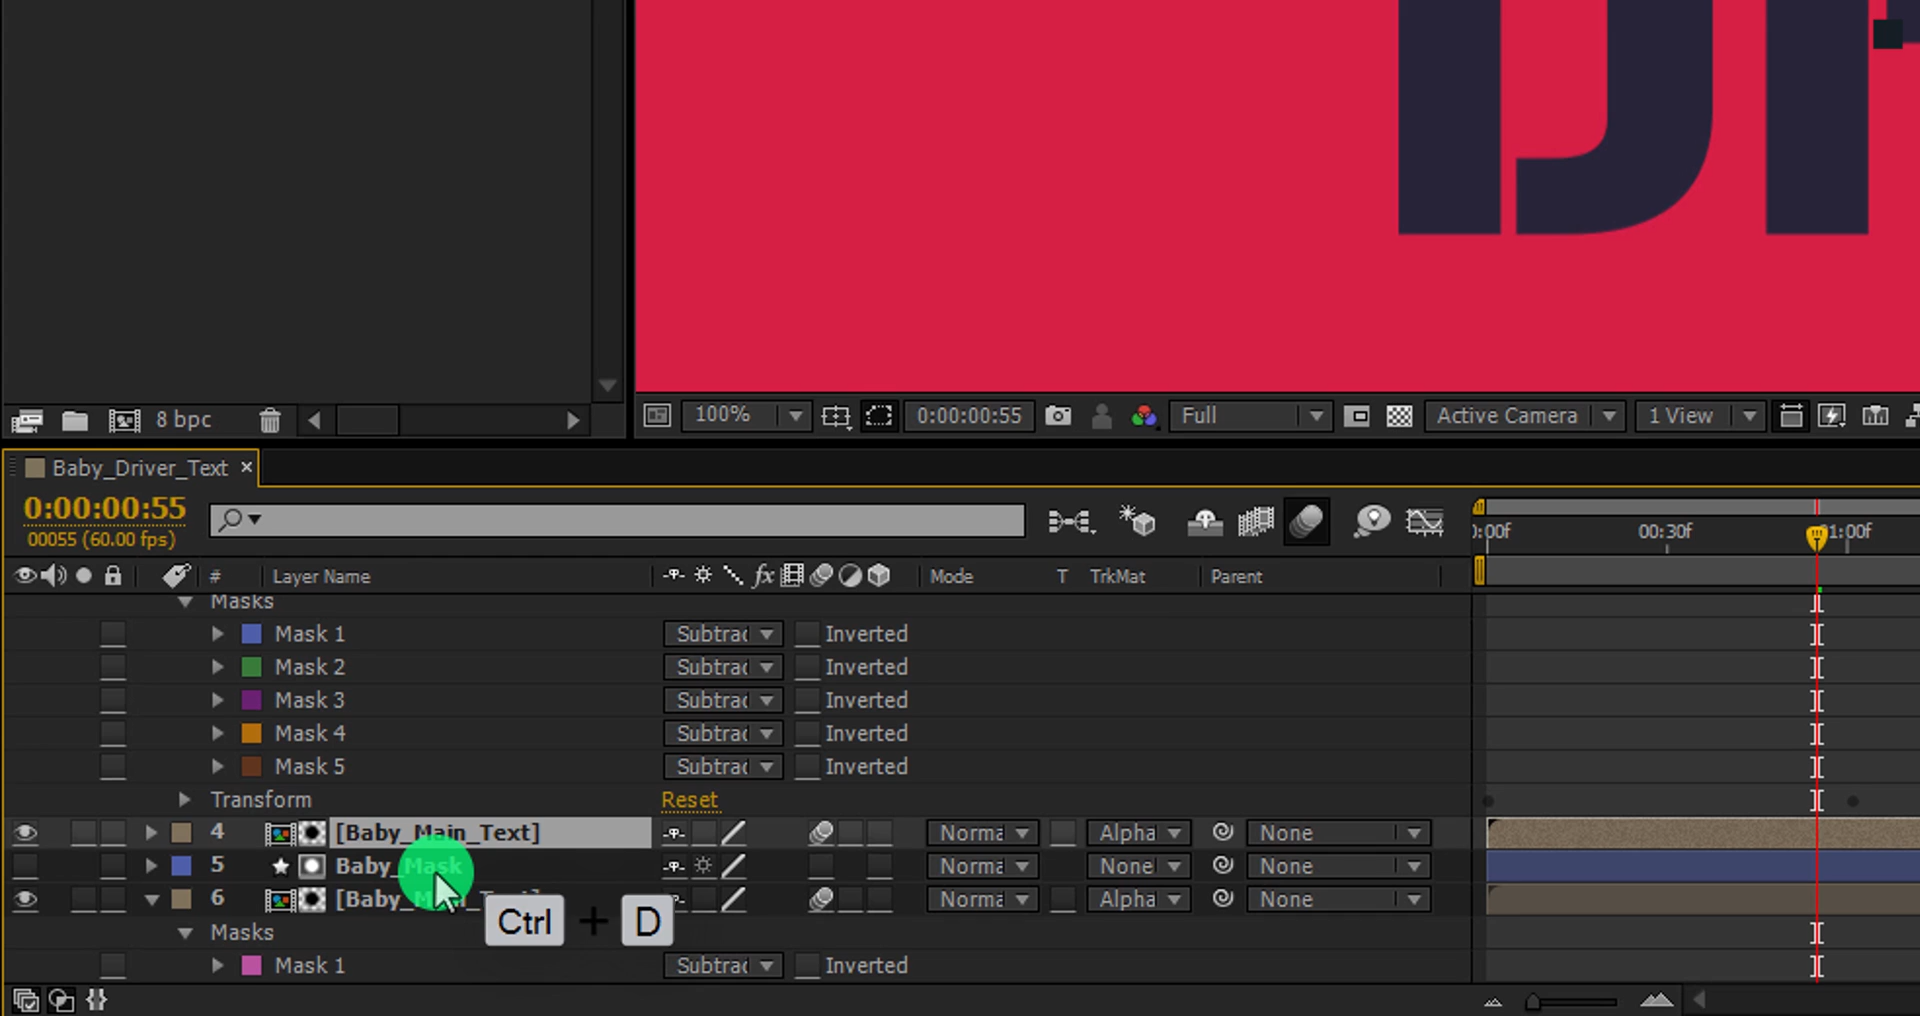 8 bpc
100%
0:00:00:55
Full
Active Camera
1 View
Baby_Driver_Text
0:00:00:55
00055 (60.00 fps)
):00f
00:30f
01:00f
#
Layer Name
fx
Mode
T
TrkMat
Parent
Masks
Mask 1
Subtrac
Inverted
Mask 2
Subtrac
Inverted
Mask 3
Subtrac
Inverted
Mask 4
Subtrac
Inverted
Mask 5
Subtrac
Inverted
Transform
Reset
4
[Baby_Main_Text]
Norma
Alpha
None
5
Baby_Mask
Norma
None
None
6
[Baby_Main_Text]
Norma
Alpha
None
Ctrl + D
Masks
Mask 1
Subtrac
Inverted